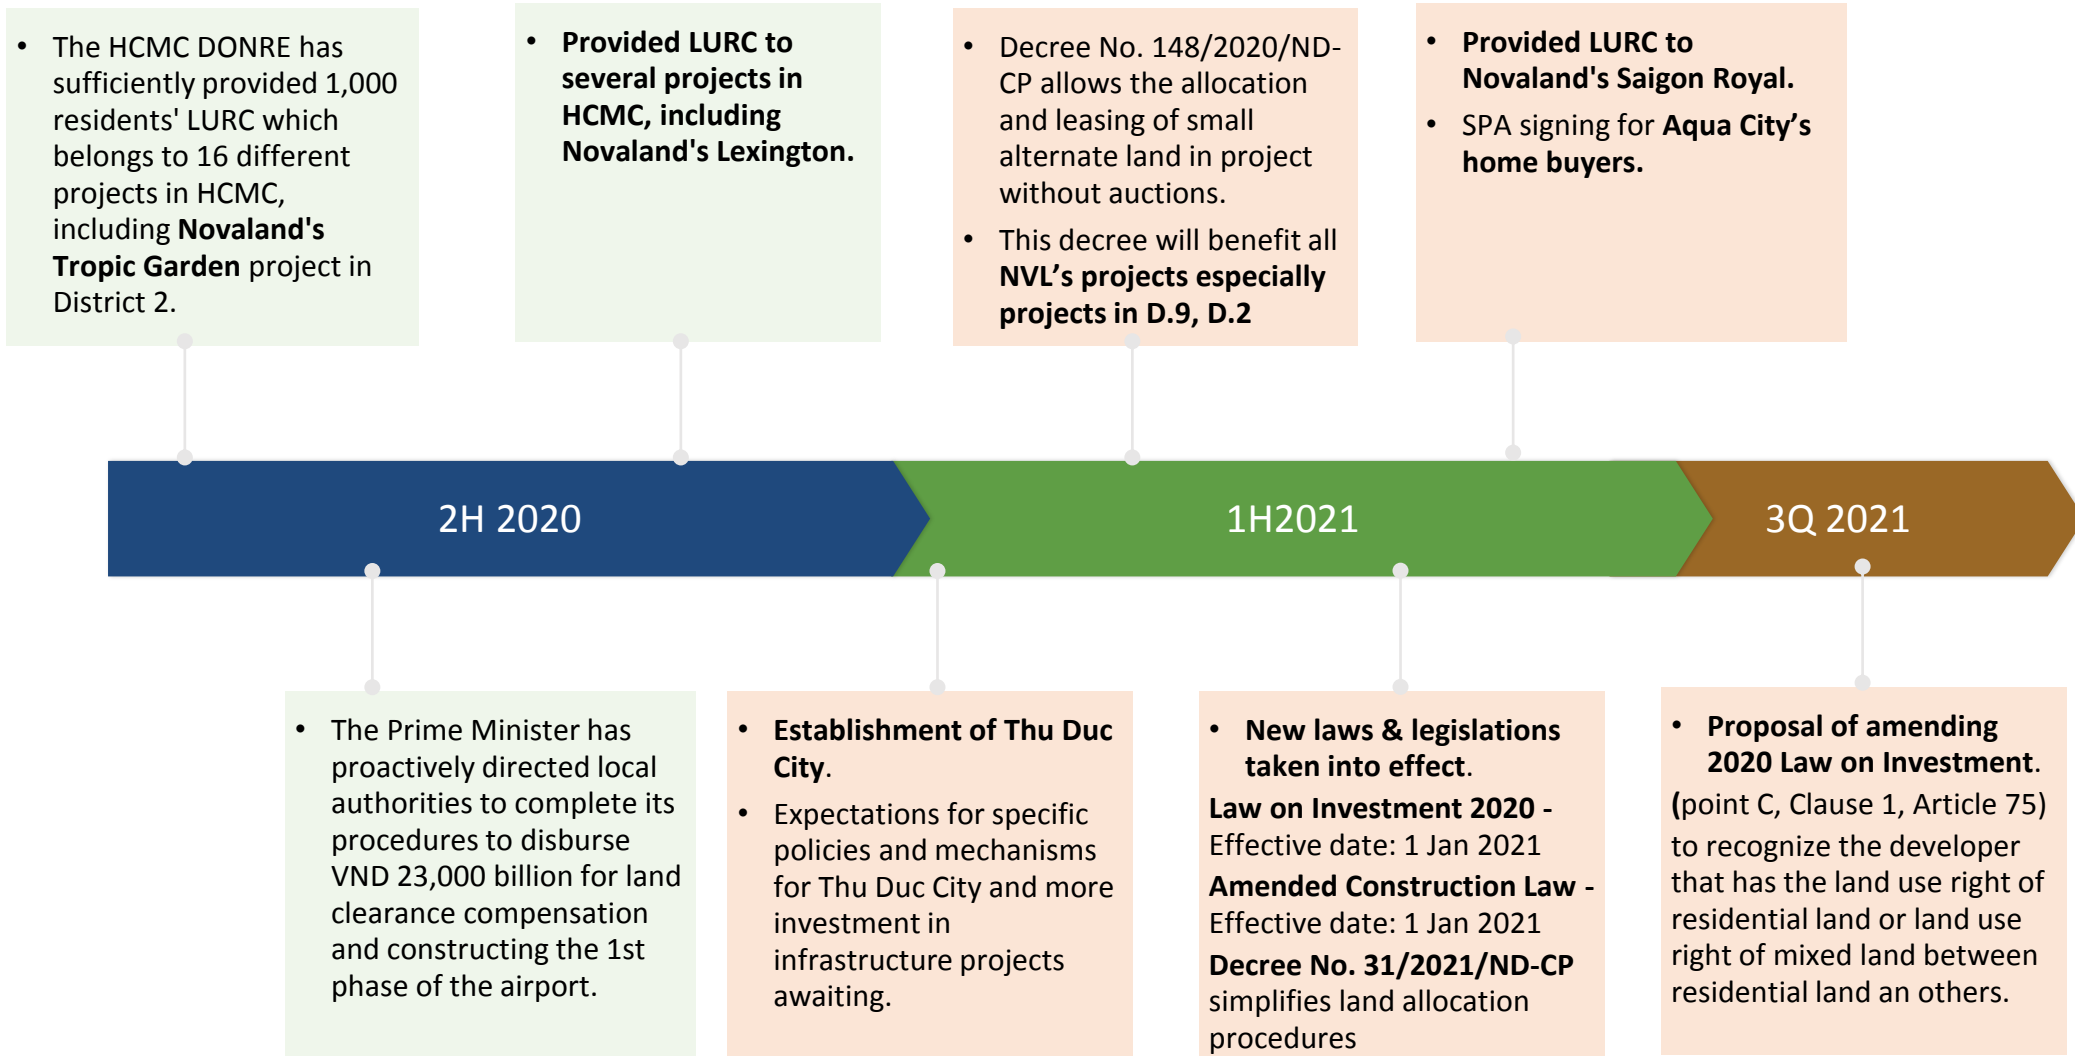 • The HCMC DONRE has
sufficiently provided 1,000
residents' LURC which
belongs to 16 different
projects in HCMC,
including Novaland's
Tropic Garden project in
District 2.
• Provided LURC to
several projects in
HCMC, including
Novaland's Lexington.
• Decree No. 148/2020/ND-
CP allows the allocation
and leasing of small
alternate land in project
without auctions.
• This decree will benefit all
NVL’s projects especially
projects in D.9, D.2
• Provided LURC to
Novaland's Saigon Royal.
• SPA signing for Aqua City’s
home buyers.
2H 2020
1H2021
3Q 2021
• The Prime Minister has
proactively directed local
authorities to complete its
procedures to disburse
VND 23,000 billion for land
clearance compensation
and constructing the 1st
phase of the airport.
• Establishment of Thu Duc
City.
• Expectations for specific
policies and mechanisms
for Thu Duc City and more
investment in
infrastructure projects
awaiting.
• New laws & legislations
taken into effect.
Law on Investment 2020 -
Effective date: 1 Jan 2021
Amended Construction Law -
Effective date: 1 Jan 2021
Decree No. 31/2021/ND-CP
simplifies land allocation
procedures
• Proposal of amending
2020 Law on Investment.
(point C, Clause 1, Article 75)
to recognize the developer
that has the land use right of
residential land or land use
right of mixed land between
residential land an others.